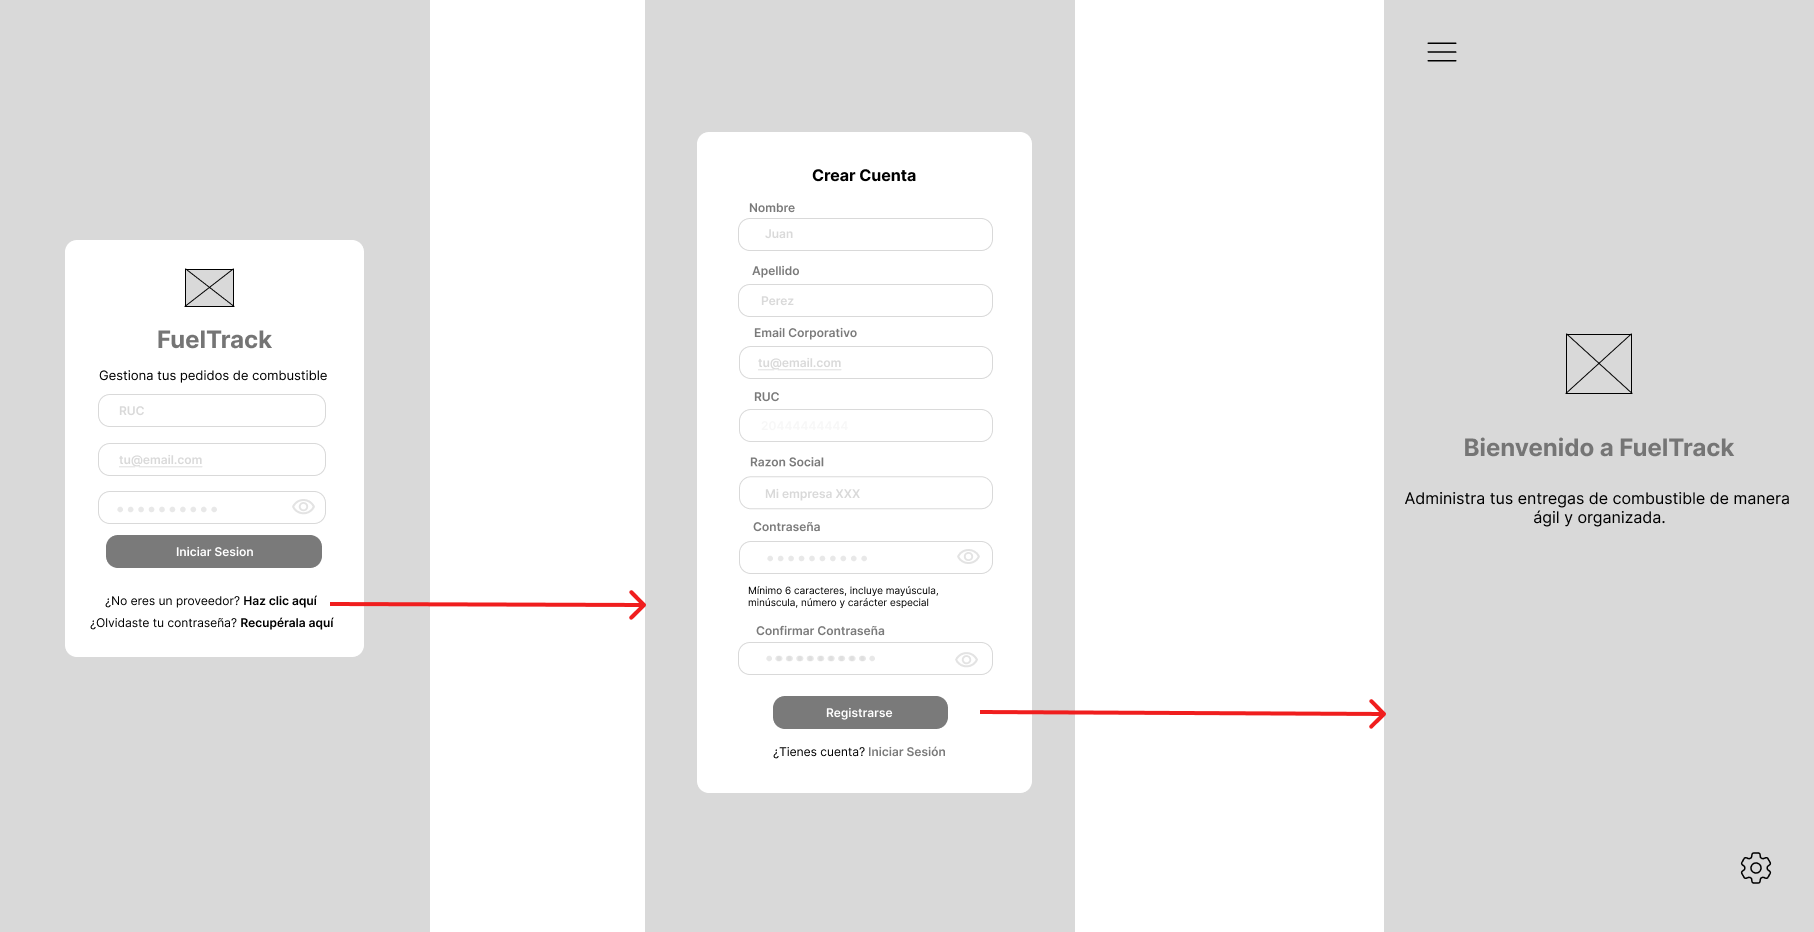 FuelTrack
Gestiona tus pedidos de combustible
RUC
tu@email.com
Iniciar Sesion
¿No eres un proveedor? Haz clic aquí
¿Olvidaste tu contraseña? Recupérala aquí
Crear Cuenta
Nombre
Juan
Apellido
Perez
Email Corporativo
tu@email.com
RUC
20444444444
Razon Social
Mi empresa XXX
Contraseña
Mínimo 6 caracteres, incluye mayúscula,
minúscula, número y carácter especial
Confirmar Contraseña
Registrarse
¿Tienes cuenta? Iniciar Sesión
Bienvenido a FuelTrack
Administra tus entregas de combustible de manera
ágil y organizada.